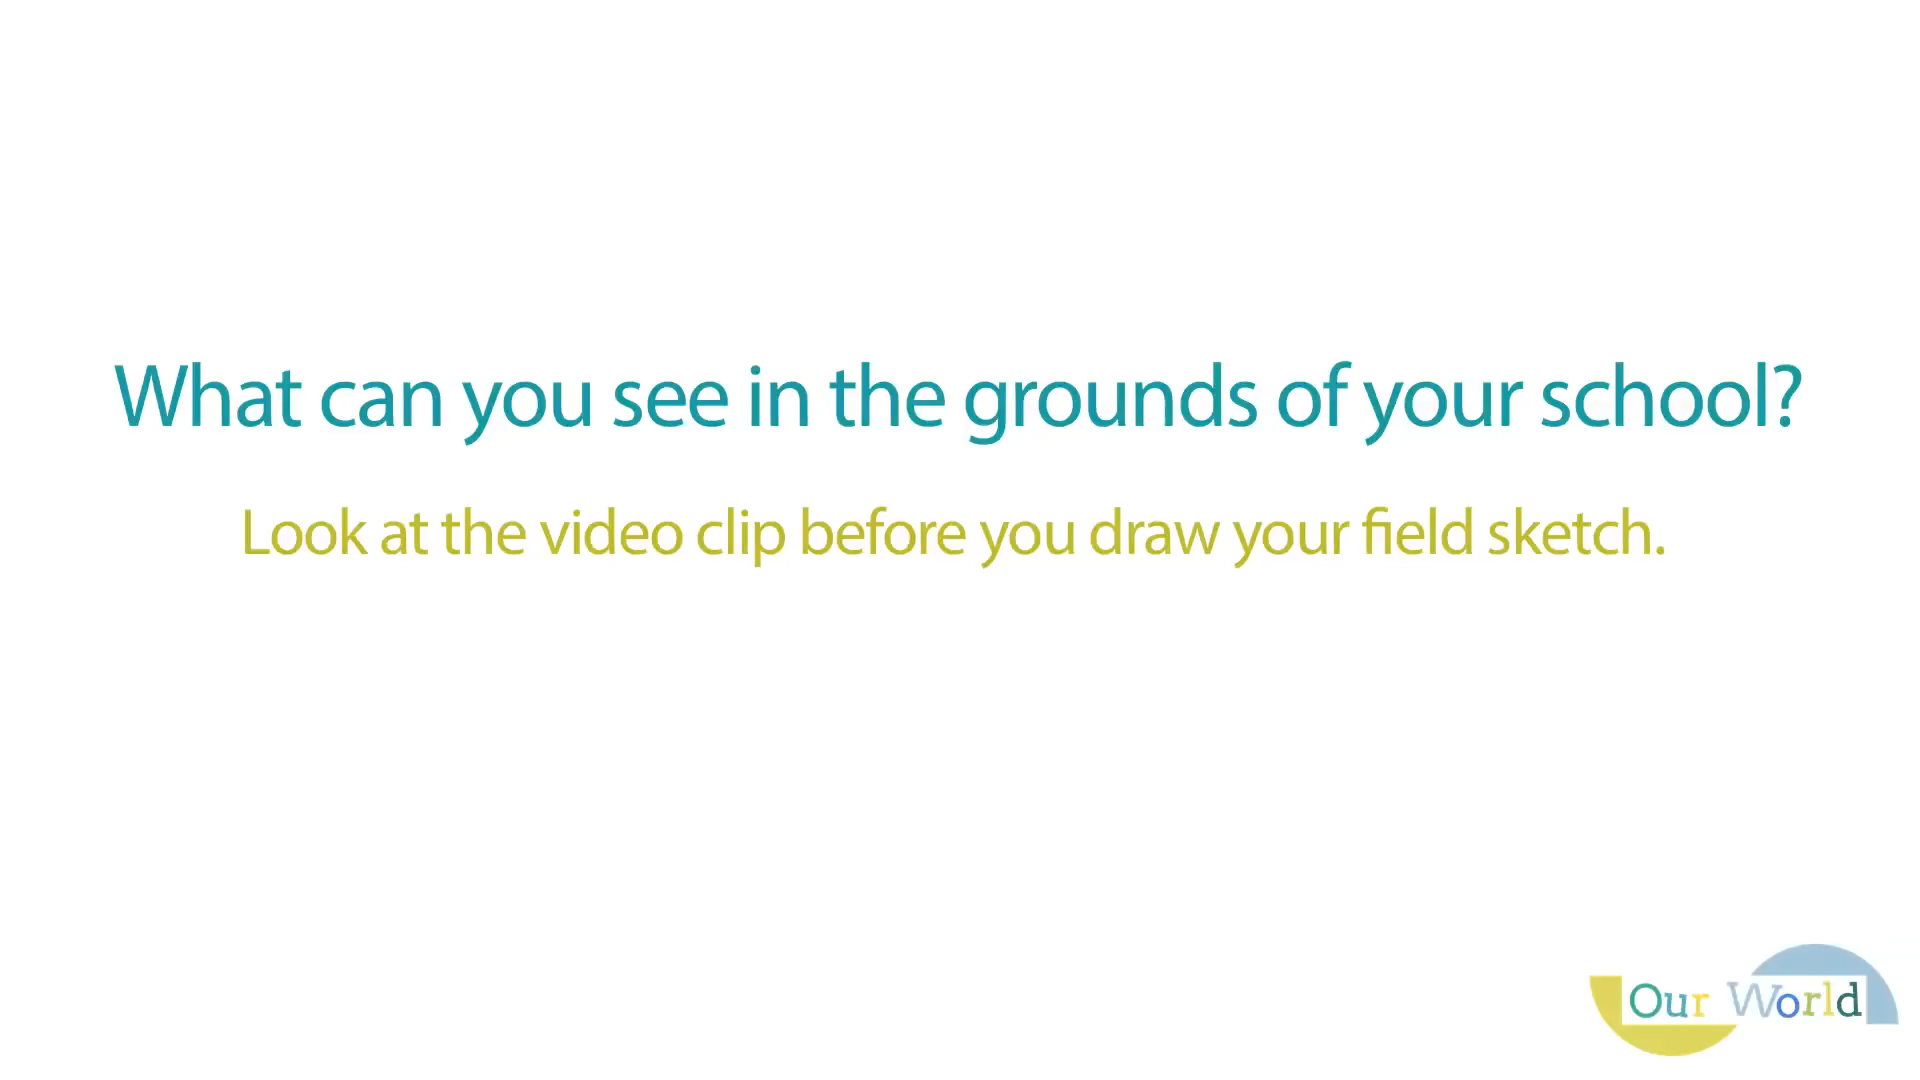 What can you see in the grounds of your school?
Look at the video clip before you draw your field sketch.
Our World